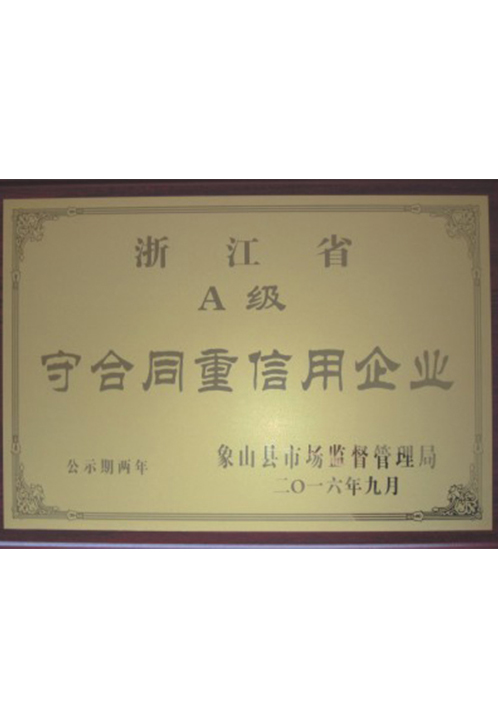 浙江省
A级
守合同重信用企业
公示期两年
象山县市场监督管理局
二〇一六年九月